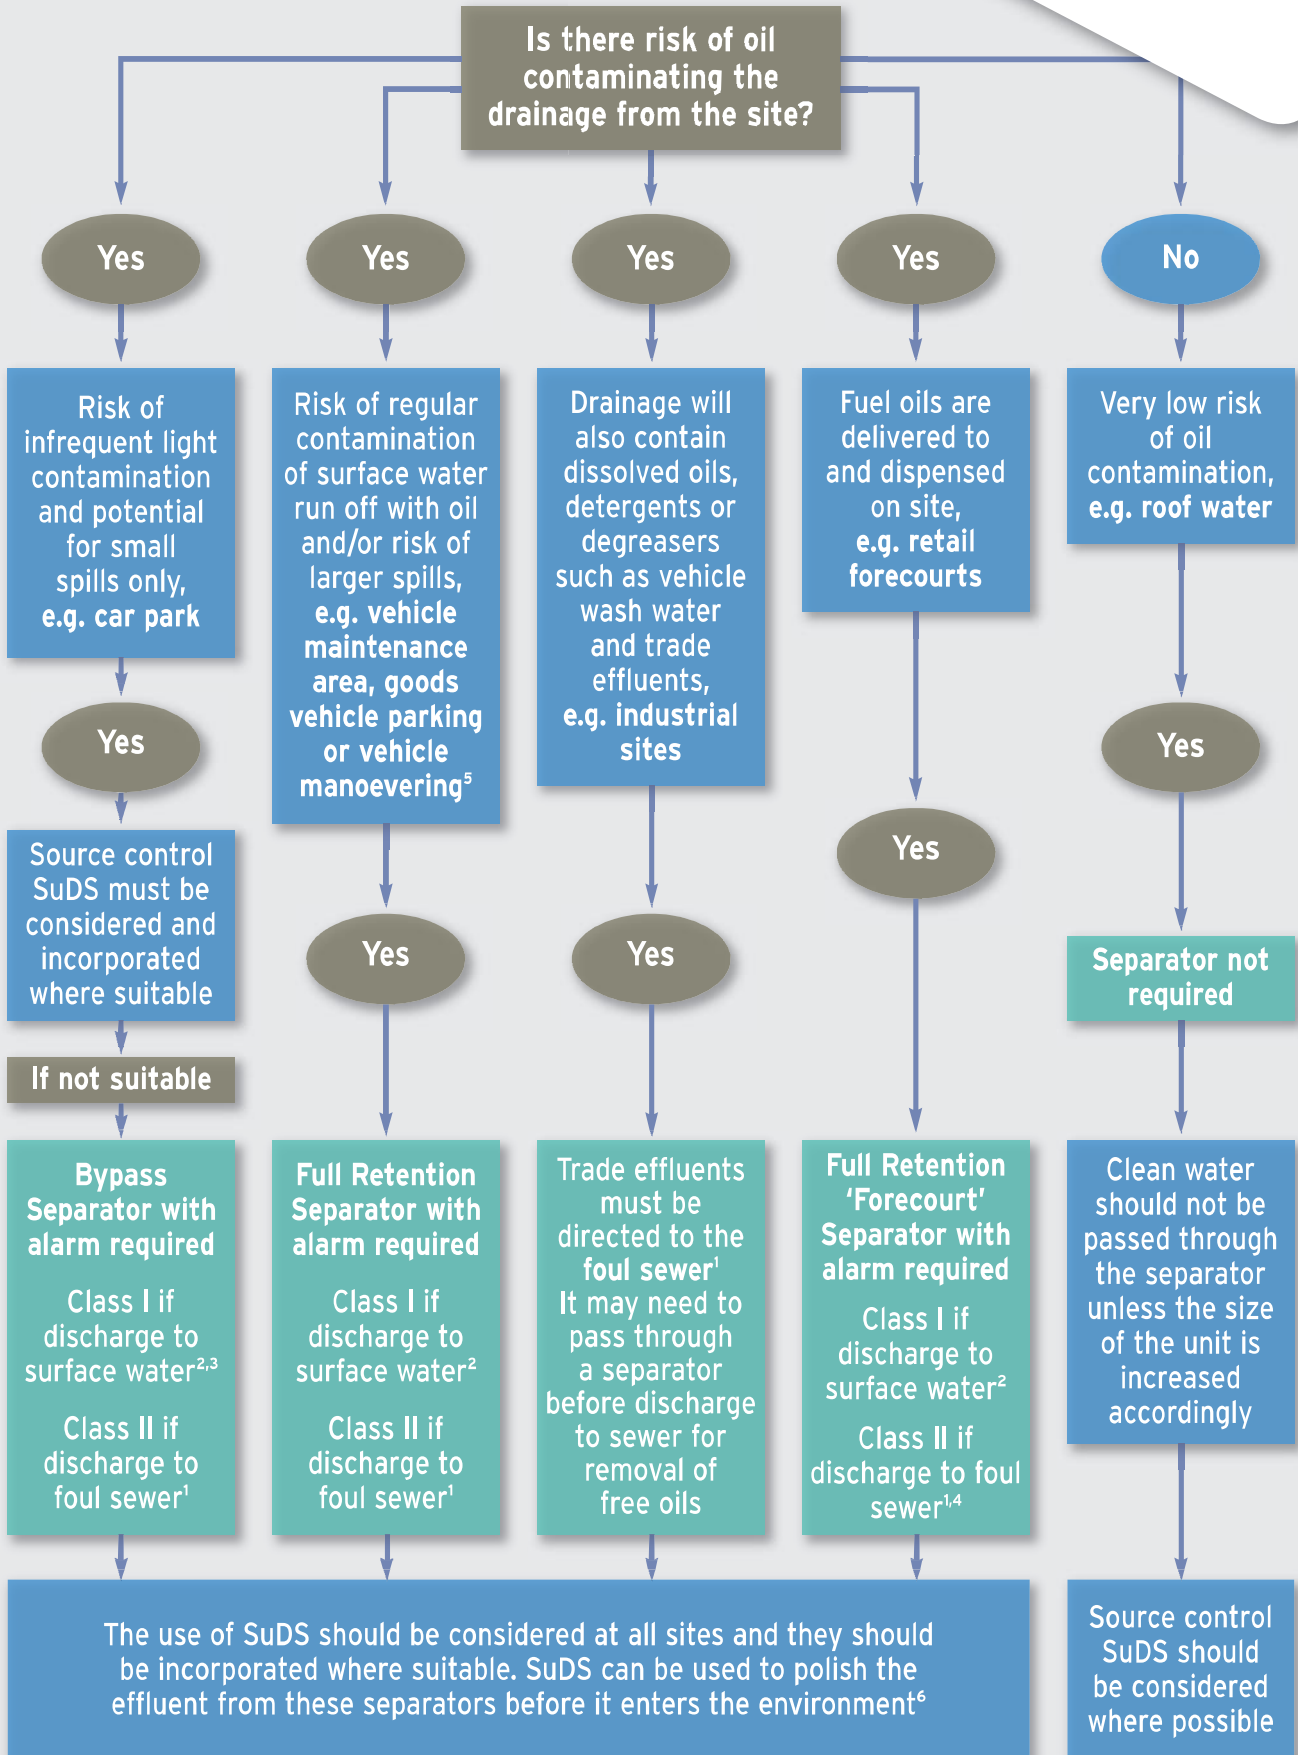 Is there risk of oil
contaminating the
drainage from the site?
Yes
Yes
Yes
Yes
No
Risk of
infrequent light
contamination
and potential
for small
spills only,
e.g. car park
Risk of regular
contamination
of surface water
run off with oil
and/or risk of
larger spills,
e.g. vehicle
maintenance
area, goods
vehicle parking
or vehicle
manoevering⁵
Drainage will
also contain
dissolved oils,
detergents or
degreasers
such as vehicle
wash water
and trade
effluents,
e.g. industrial
sites
Fuel oils are
delivered to
and dispensed
on site,
e.g. retail
forecourts
Very low risk
of oil
contamination,
e.g. roof water
Yes
Yes
Yes
Yes
Yes
Source control
SuDS must be
considered and
incorporated
where suitable
If not suitable
Separator not
required
Bypass
Separator with
alarm required
Class I if
discharge to
surface water²,³
Class II if
discharge to
foul sewer¹
Full Retention
Separator with
alarm required
Class I if
discharge to
surface water²
Class II if
discharge to
foul sewer¹
Trade effluents
must be
directed to the
foul sewer¹
It may need to
pass through
a separator
before discharge
to sewer for
removal of
free oils
Full Retention
‘Forecourt’
Separator with
alarm required
Class I if
discharge to
surface water²
Class II if
discharge to foul
sewer¹,⁴
Clean water
should not be
passed through
the separator
unless the size
of the unit is
increased
accordingly
The use of SuDS should be considered at all sites and they should
be incorporated where suitable. SuDS can be used to polish the
effluent from these separators before it enters the environment⁶
Source control
SuDS should
be considered
where possible